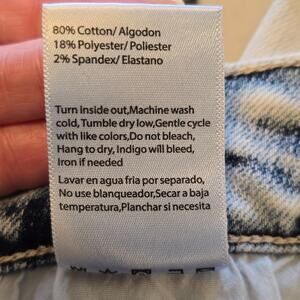 80% Cotton/ Algodon
18% Polyester/ Poliester
2% Spandex/ Elastano
Turn Inside out,Machine wash
cold,Tumble dry low,Gentle cycle
with like colors,Do not bleach,
Hang to dry, Indigo will bleed,
Iron if needed
Lavar en agua fria por separado,
No use blanqueador,Secar a baja
temperatura,Planchar si necesita